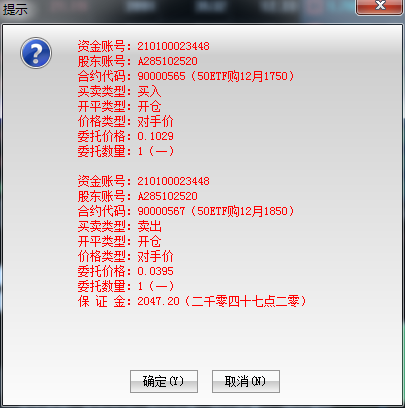 提示
资金账号：210100023448
股东账号：A285102520
合约代码：90000565（50ETF购12月1750）
买卖类型：买入
开平类型：开仓
价格类型：对手价
委托价格：0.1029
委托数量：1（一）
资金账号：210100023448
股东账号：A285102520
合约代码：90000567（50ETF购12月1850）
买卖类型：卖出
开平类型：开仓
价格类型：对手价
委托价格：0.0395
委托数量：1（一）
保 证 金：2047.20（二千零四十七点二零）
确定(Y) 取消(N)